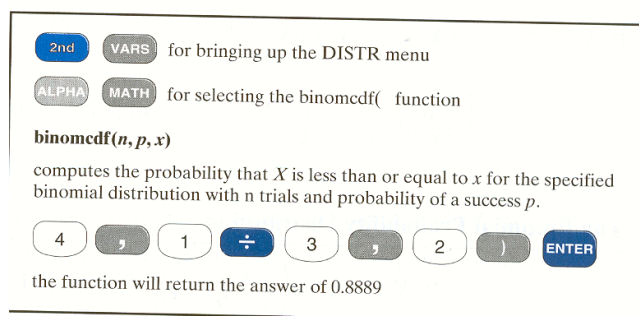 2nd VARS for bringing up the DISTR menu
ALPHA MATH for selecting the binomcdf( function
binomcdf(n, p, x)
computes the probability that X is less than or equal to x for the specified
binomial distribution with n trials and probability of a success p.
4 , 1 ÷ 3 , 2 ) ENTER
the function will return the answer of 0.8889